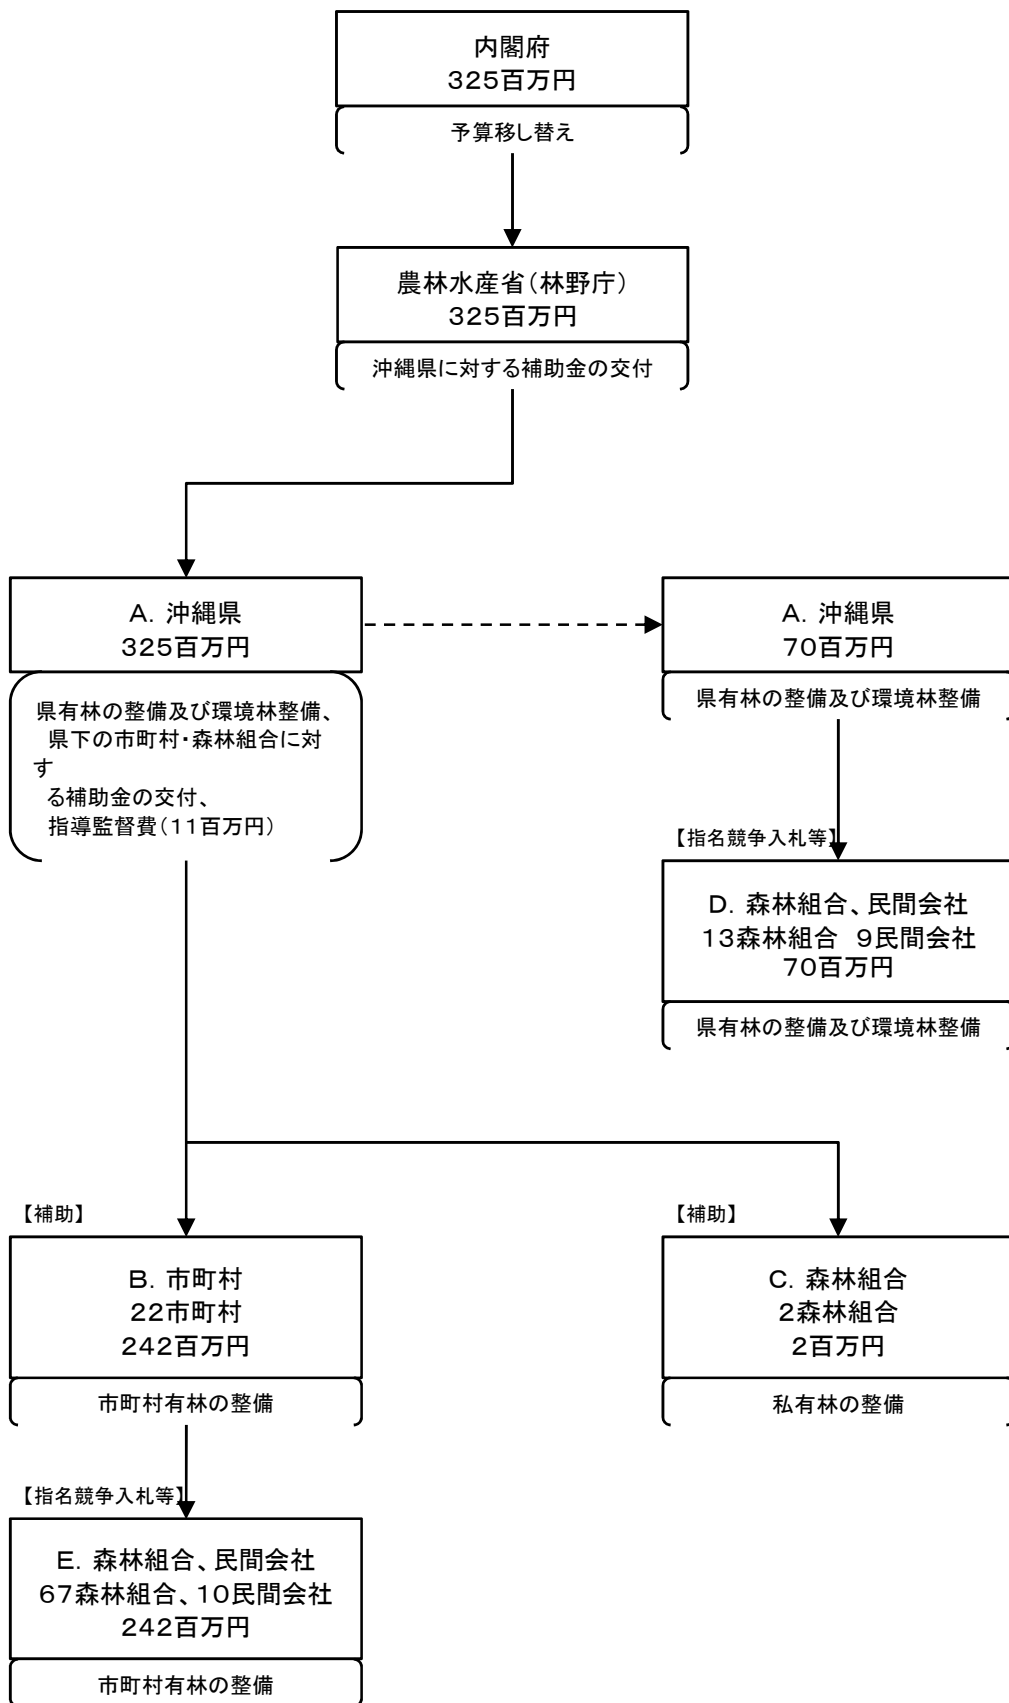 内閣府
325百万円
予算移し替え
農林水産省（林野庁）
325百万円
沖縄県に対する補助金の交付
A．沖縄県
325百万円
県有林の整備及び環境林整備、
県下の市町村・森林組合に対
す
る補助金の交付、
指導監督費（11百万円）
A．沖縄県
70百万円
県有林の整備及び環境林整備
【指名競争入札等】
D．森林組合、民間会社
13森林組合　9民間会社
70百万円
県有林の整備及び環境林整備
【補助】
B．市町村
22市町村
242百万円
市町村有林の整備
【補助】
C．森林組合
2森林組合
2百万円
私有林の整備
【指名競争入札等】
E．森林組合、民間会社
67森林組合、10民間会社
242百万円
市町村有林の整備